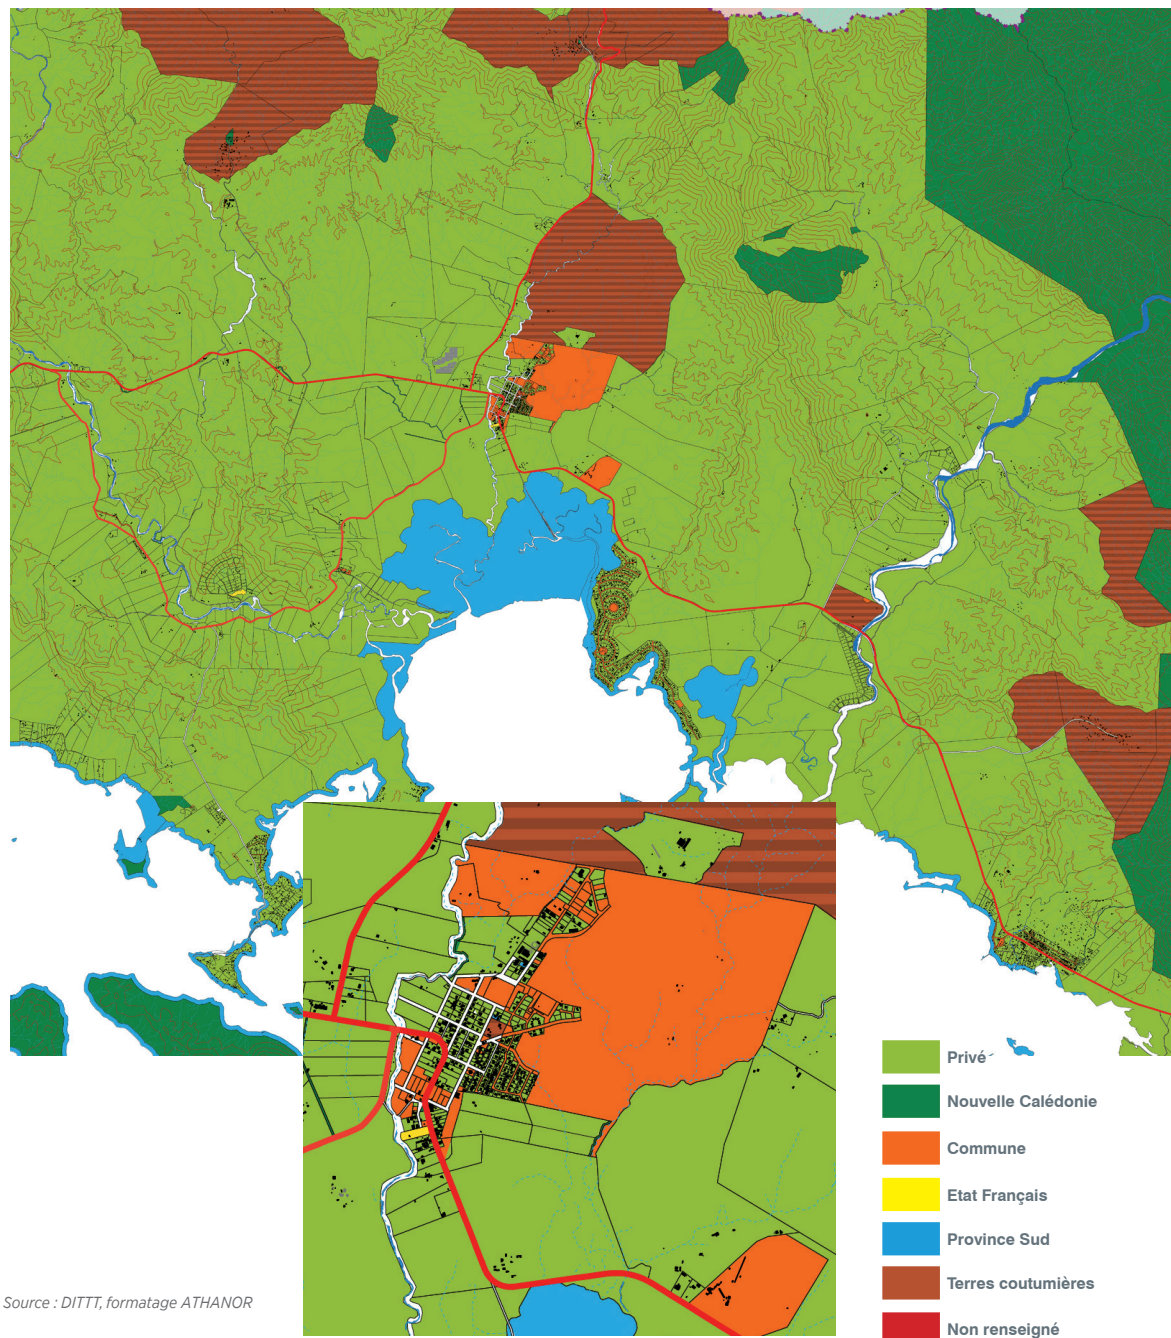 Privé
Nouvelle Calédonie
Commune
Etat Français
Province Sud
Terres coutumières
Non renseigné
Source : DITTT, formatage ATHANOR